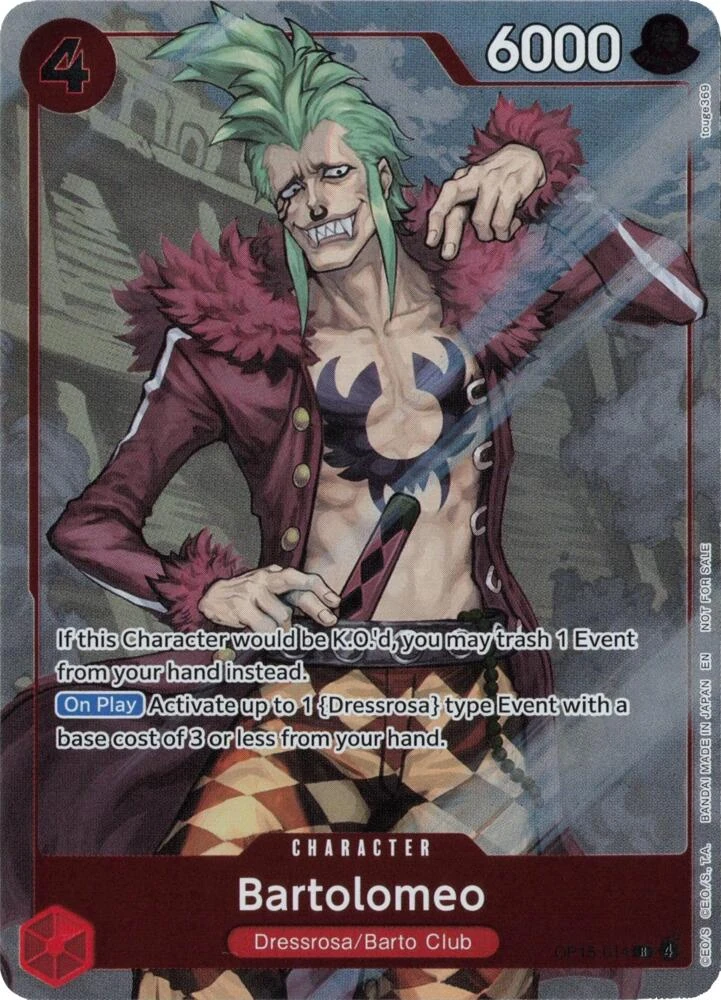 4
6000
touge369
If this Character would be K.O.'d, you may trash 1 Event
from your hand instead.
On Play Activate up to 1 {Dressrosa} type Event with a
base cost of 3 or less from your hand.
CHARACTER
Bartolomeo
Dressrosa/Barto Club
R 4
©E.O/S ©E.O./S., T.A. BANDAI MADE IN JAPAN EN NOT FOR SALE